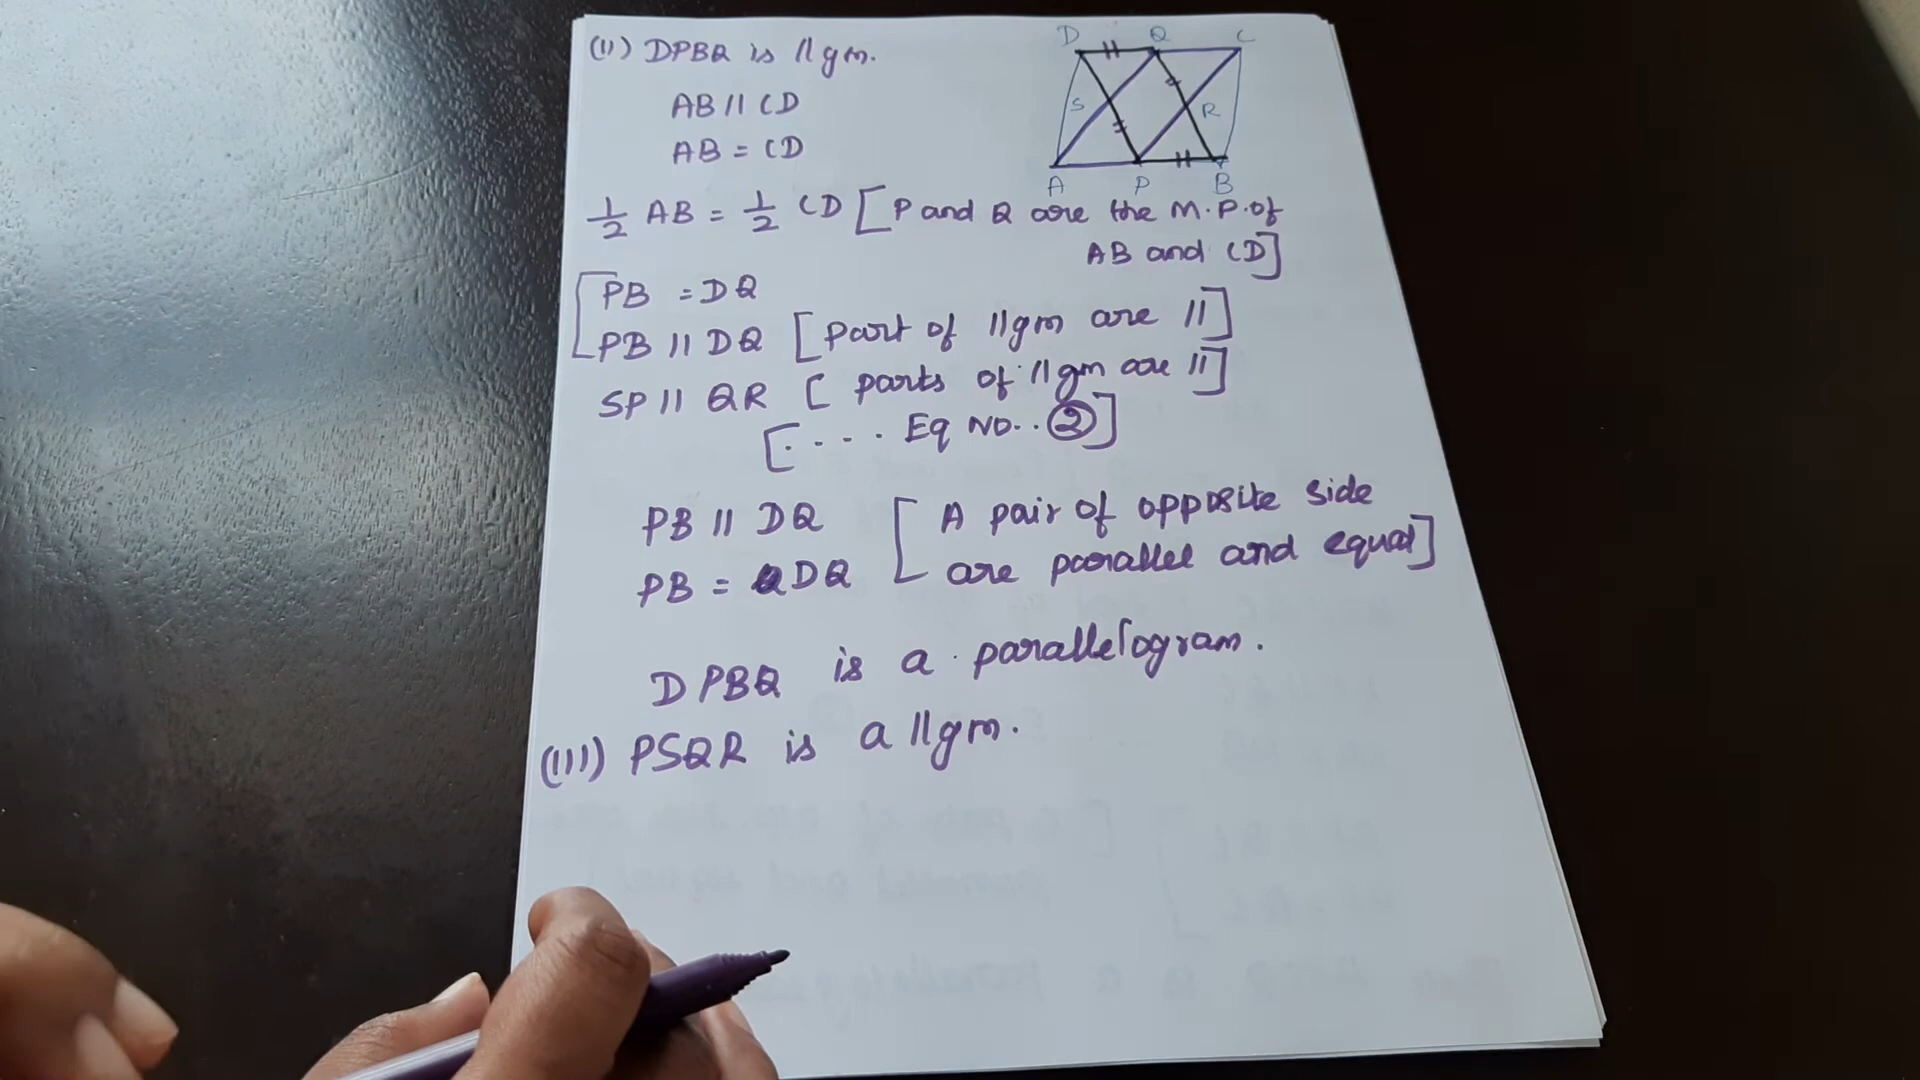 (11) DPBQ is ||gm.
AB || CD
AB = CD
1/2 AB = 1/2 CD [P and Q are the M.P. of
AB and CD]
PB = DQ
PB || DQ [part of ||gm are ||]
SP || QR [parts of ||gm are ||]
[. . . . Eq No.. ②]
PB || DQ [A pair of opposite side
PB = DQ are parallel and equal]
DPBQ is a parallelogram.
(111) PSQR is a ||gm.
D Q C
S R
A P B